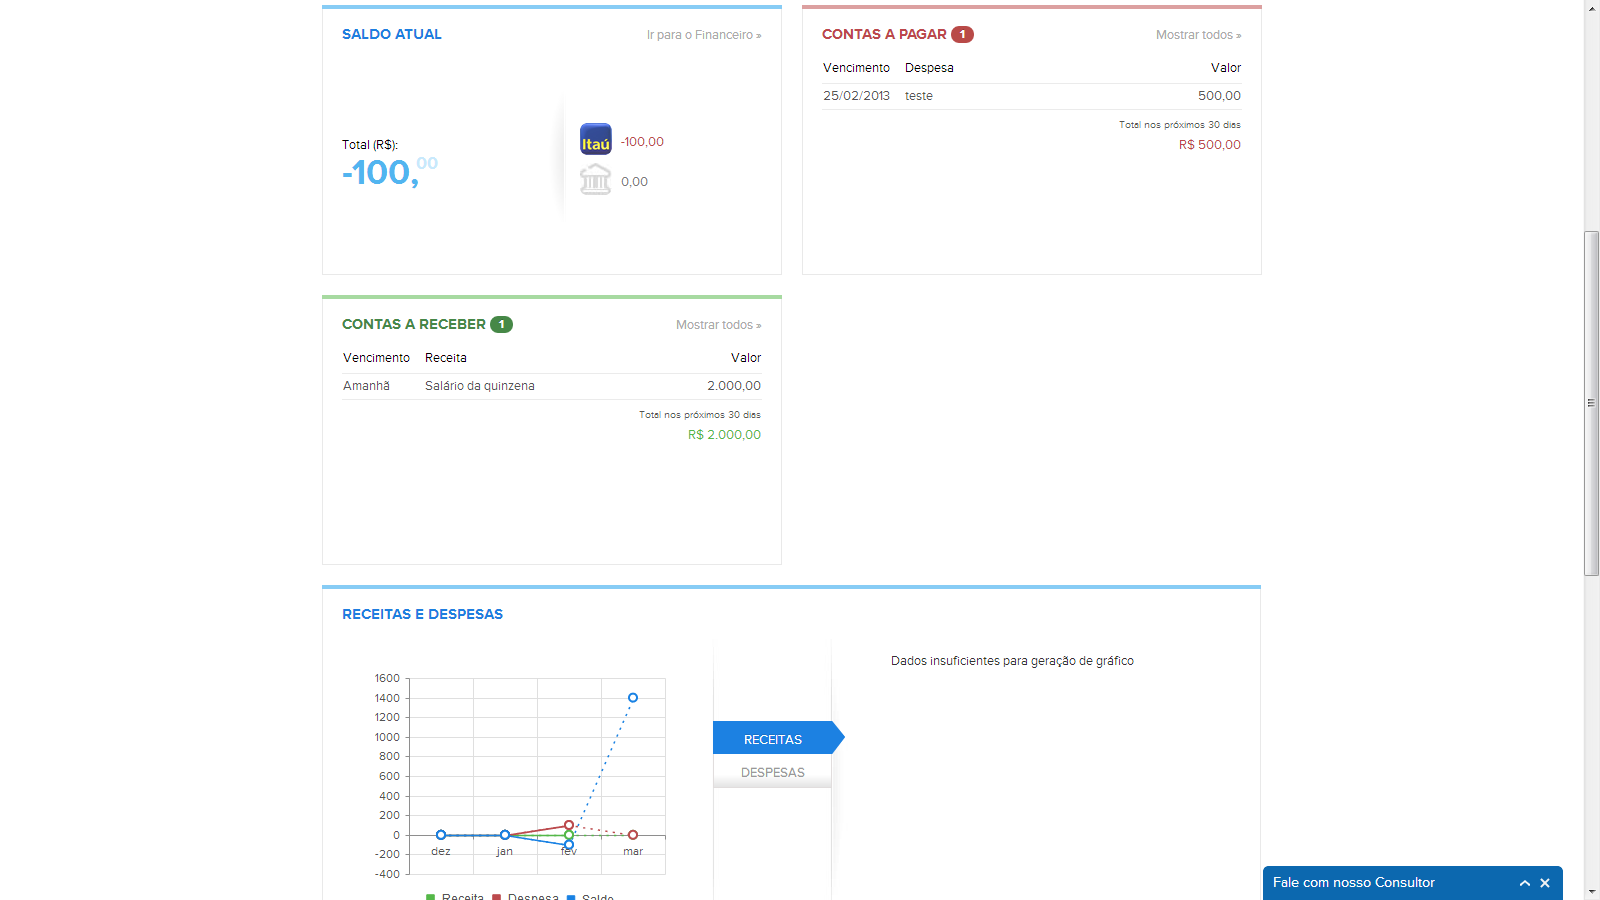 SALDO ATUAL
Ir para o Financeiro »
Total (R$):
-100,00
Itaú -100,00
0,00
CONTAS A PAGAR 1
Mostrar todos »
Vencimento Despesa Valor
25/02/2013 teste 500,00
Total nos próximos 30 dias
R$ 500,00
CONTAS A RECEBER 1
Mostrar todos »
Vencimento Receita Valor
Amanhã Salário da quinzena 2.000,00
Total nos próximos 30 dias
R$ 2.000,00
RECEITAS E DESPESAS
1600
1400
1200
1000
800
600
400
200
0
-200
-400
dez jan fev mar
Receita Despesa Saldo
RECEITAS
DESPESAS
Dados insuficientes para geração de gráfico
Fale com nosso Consultor